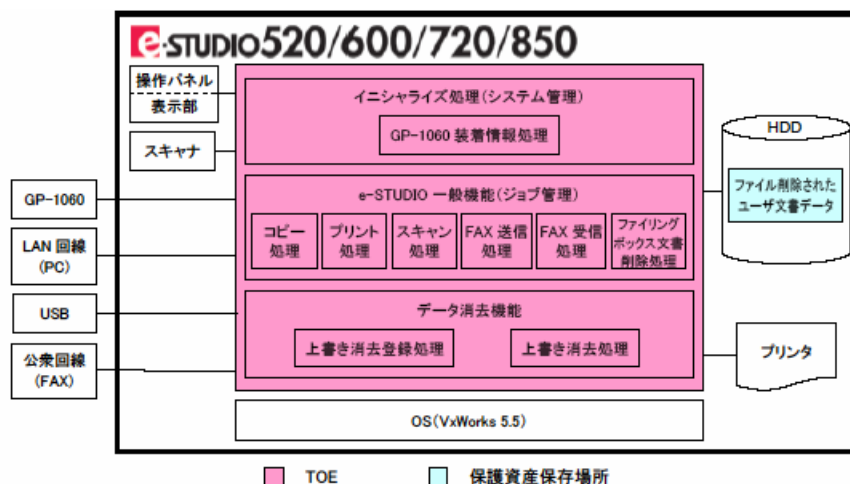 e-STUDIO520/600/720/850
操作パネル
表示部
スキャナ
GP-1060
LAN 回線
(PC)
USB
公衆回線
(FAX)
イニシャライズ処理(システム管理)
GP-1060 装着情報処理
e-STUDIO 一般機能(ジョブ管理)
コピー
処理
プリント
処理
スキャン
処理
FAX 送信
処理
FAX 受信
処理
ファイリング
ボックス文書
削除処理
データ消去機能
上書き消去登録処理
上書き消去処理
HDD
ファイル削除された
ユーザ文書データ
プリンタ
OS(VxWorks 5.5)
TOE
保護資産保存場所